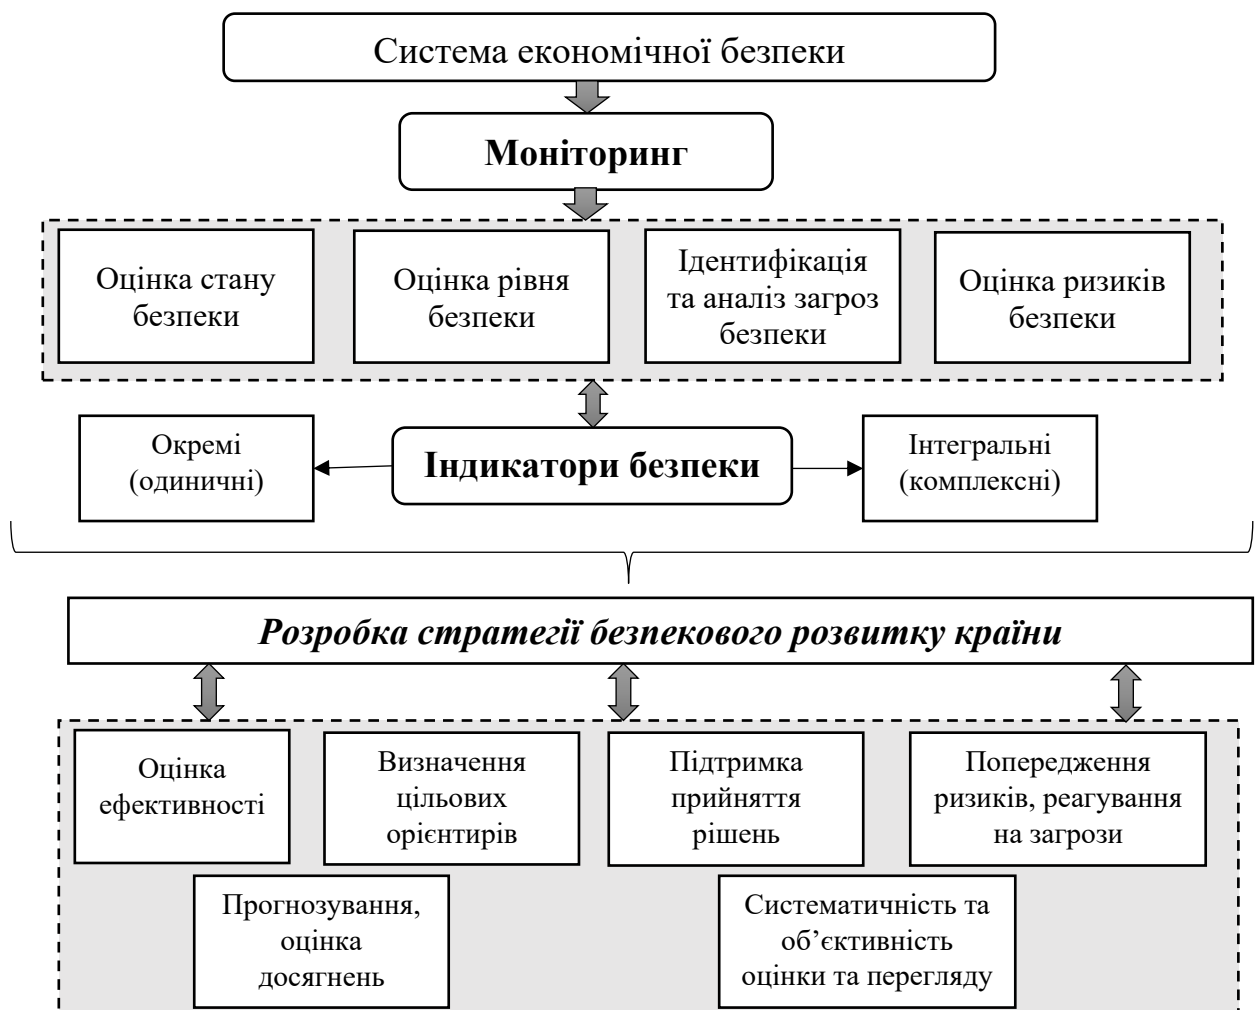 Система економічної безпеки
Моніторинг
Оцінка стану
безпеки
Оцінка рівня
безпеки
Ідентифікація
та аналіз загроз
безпеки
Оцінка ризиків
безпеки
Окремі
(одиничні)
Індикатори безпеки
Інтегральні
(комплексні)
Розробка стратегії безпекового розвитку країни
Оцінка
ефективності
Визначення
цільових
орієнтирів
Підтримка
прийняття
рішень
Попередження
ризиків, реагування
на загрози
Прогнозування,
оцінка
досягнень
Систематичність та
об’єктивність
оцінки та перегляду